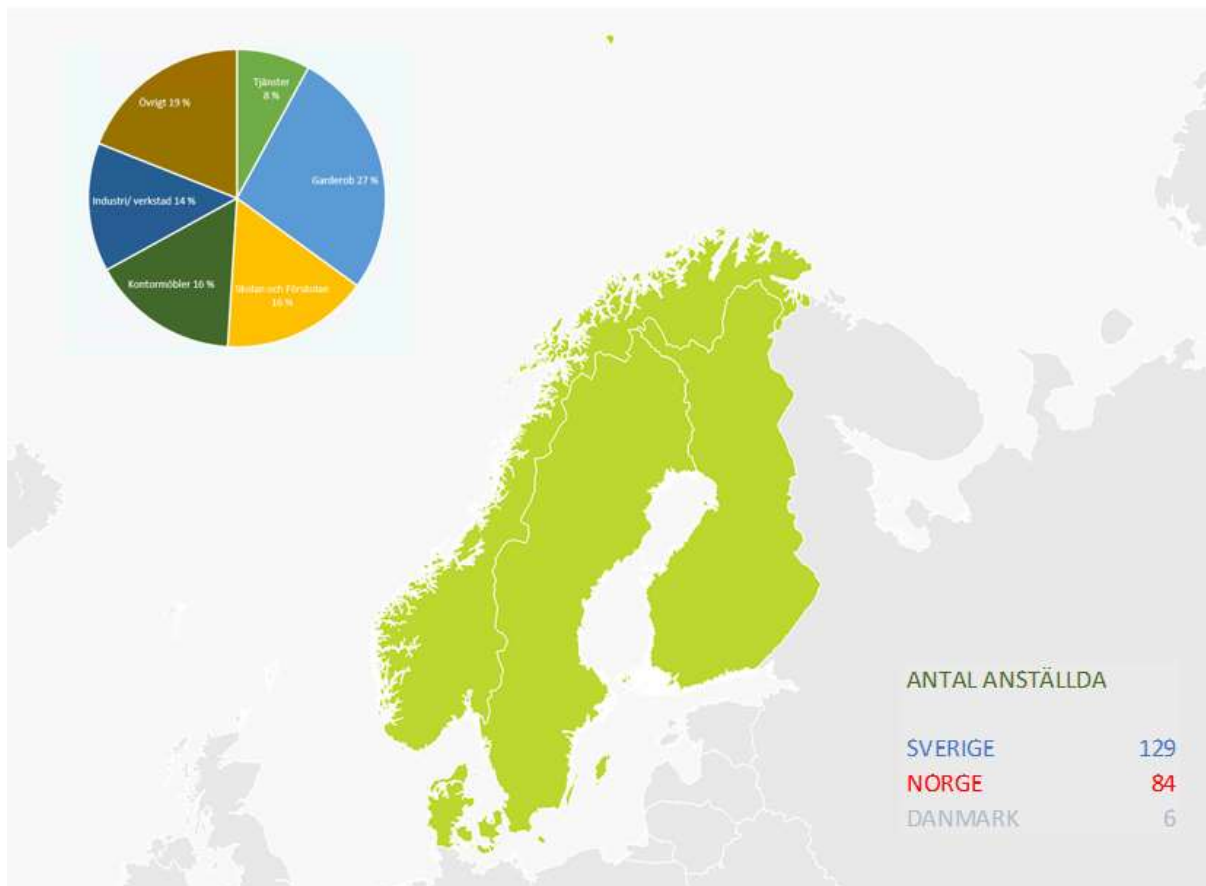 Tjänster
8 %
Övrigt 19 %
Garderob 27 %
Industri/ verkstad 14 %
Kontormöbler 16 %
Skolan och Förskolan
16 %
ANTAL ANSTÄLLDA
SVERIGE 129
NORGE 84
DANMARK 6